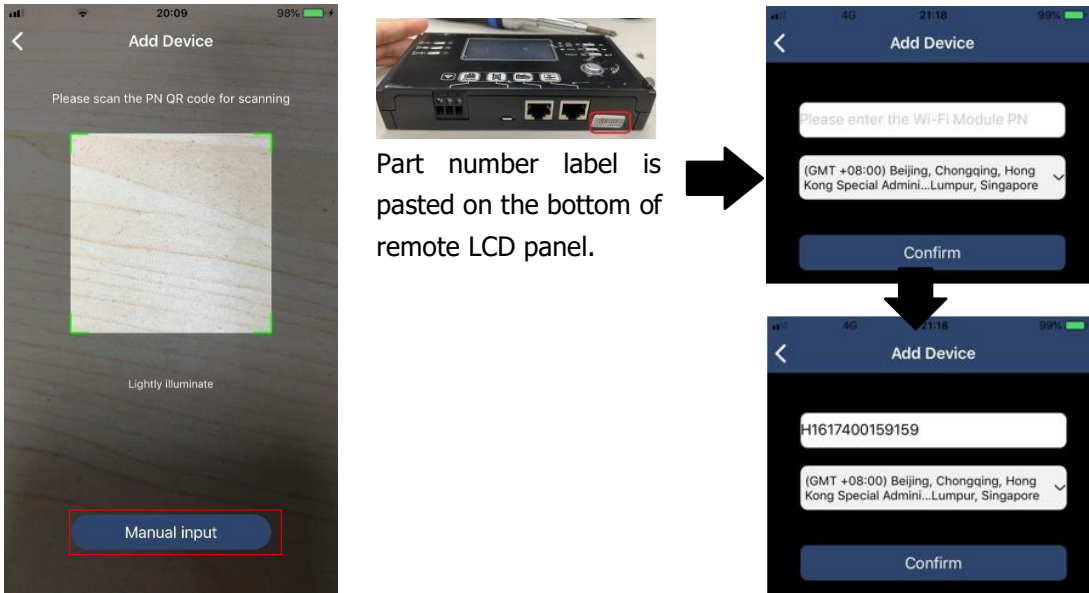 20:09
98%
Add Device
Please scan the PN QR code for scanning
Lightly illuminate
Manual input
Part number label is
pasted on the bottom of
remote LCD panel.
4G 21:18 99%
Add Device
Please enter the Wi-Fi Module PN
(GMT +08:00) Beijing, Chongqing, Hong
Kong Special Admini...Lumpur, Singapore
Confirm
4G 21:18 99%
Add Device
H1617400159159
(GMT +08:00) Beijing, Chongqing, Hong
Kong Special Admini...Lumpur, Singapore
Confirm